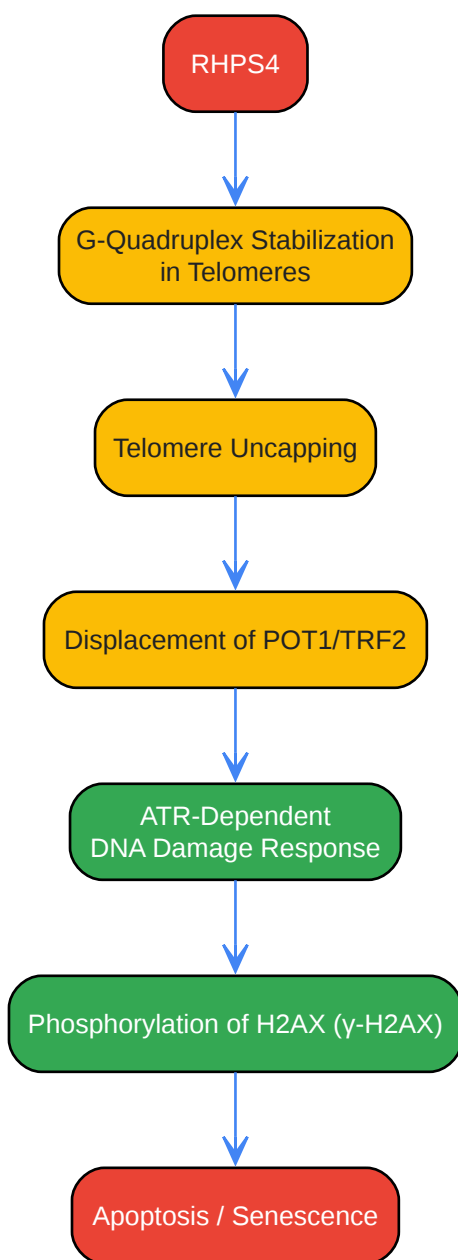 RHPS4
G-Quadruplex Stabilization
in Telomeres
Telomere Uncapping
Displacement of POT1/TRF2
ATR-Dependent
DNA Damage Response
Phosphorylation of H2AX (γ-H2AX)
Apoptosis / Senescence